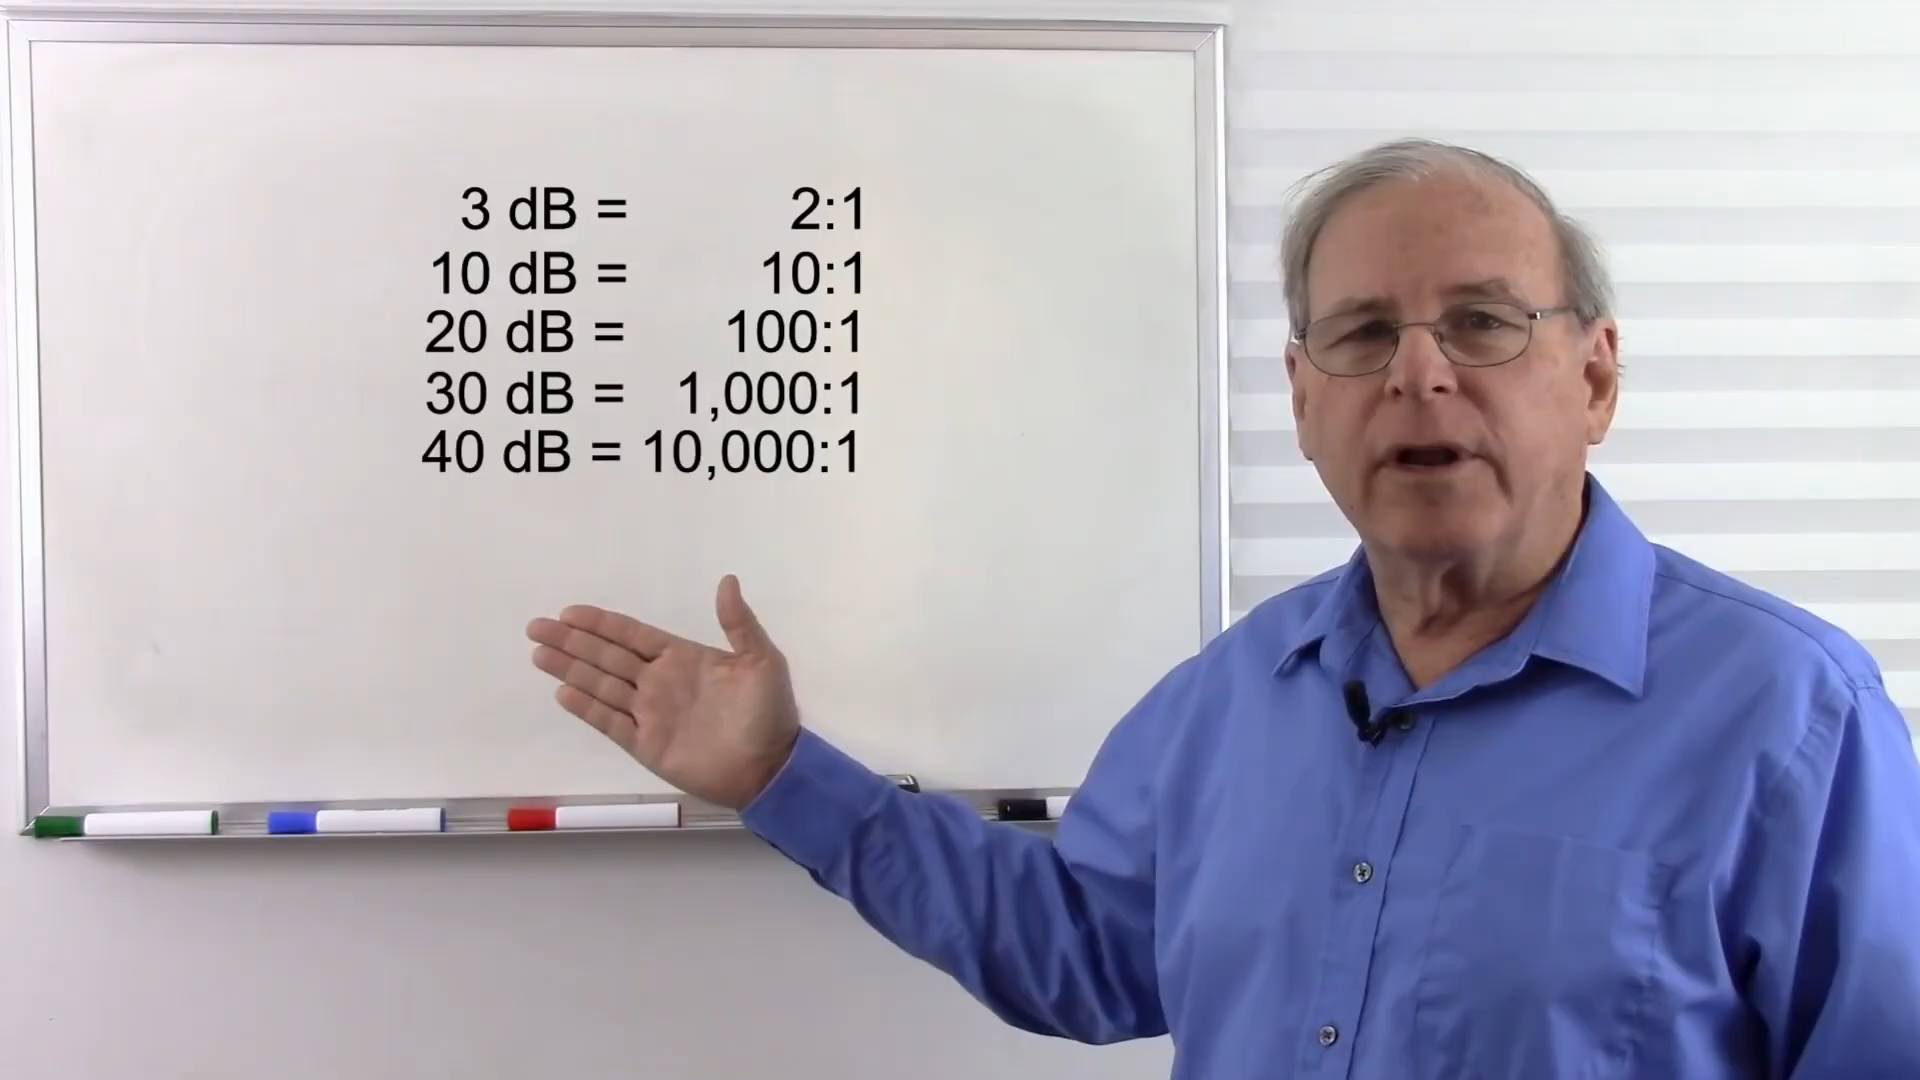 3 dB = 2:1
10 dB = 10:1
20 dB = 100:1
30 dB = 1,000:1
40 dB = 10,000:1